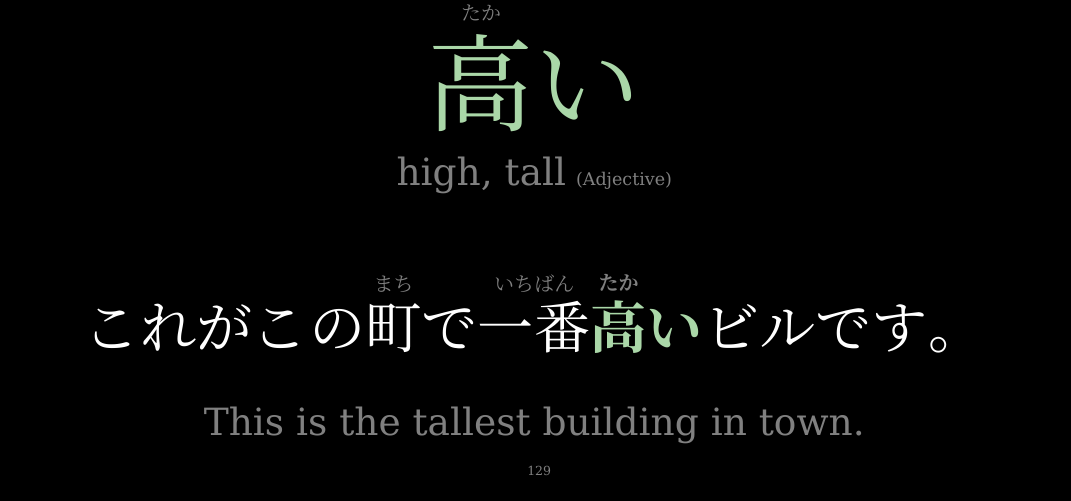 たか
高い
high, tall (Adjective)
まち いちばん たか
これがこの町で一番高いビルです。
This is the tallest building in town.
129